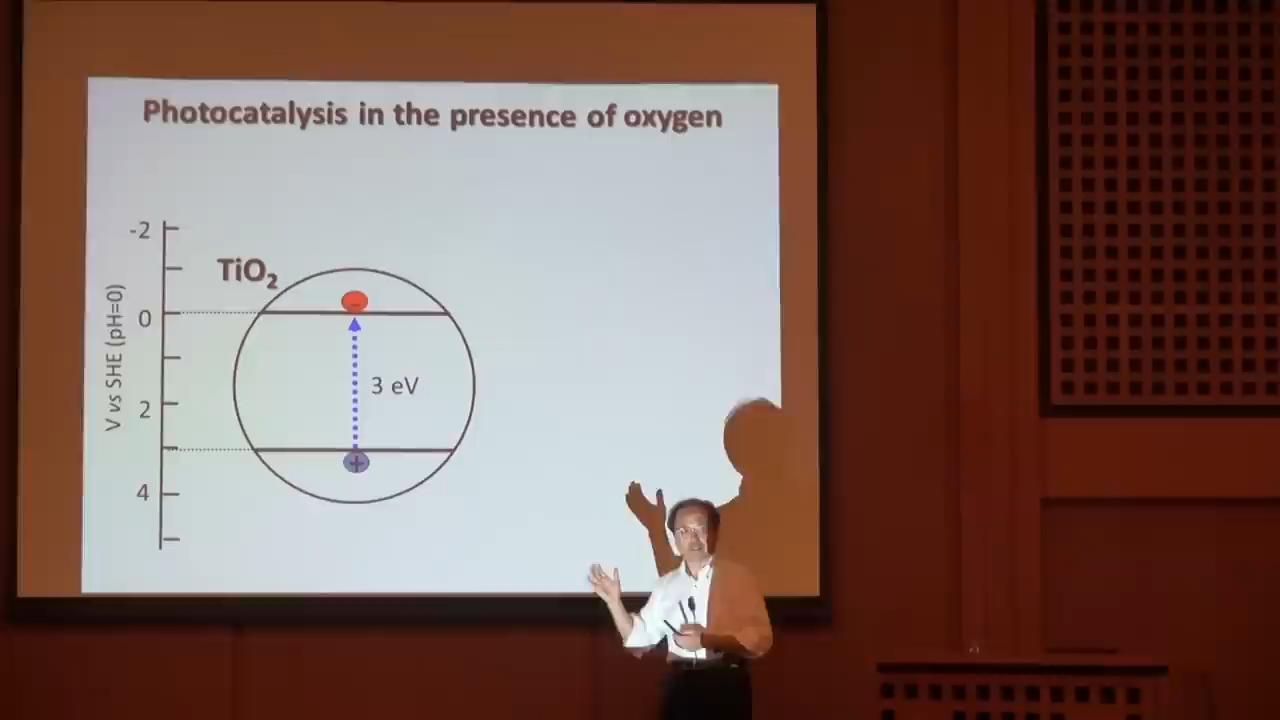 Photocatalysis in the presence of oxygen
-2
TiO₂
0
V vs SHE (pH=0)
3 eV
2
+
4